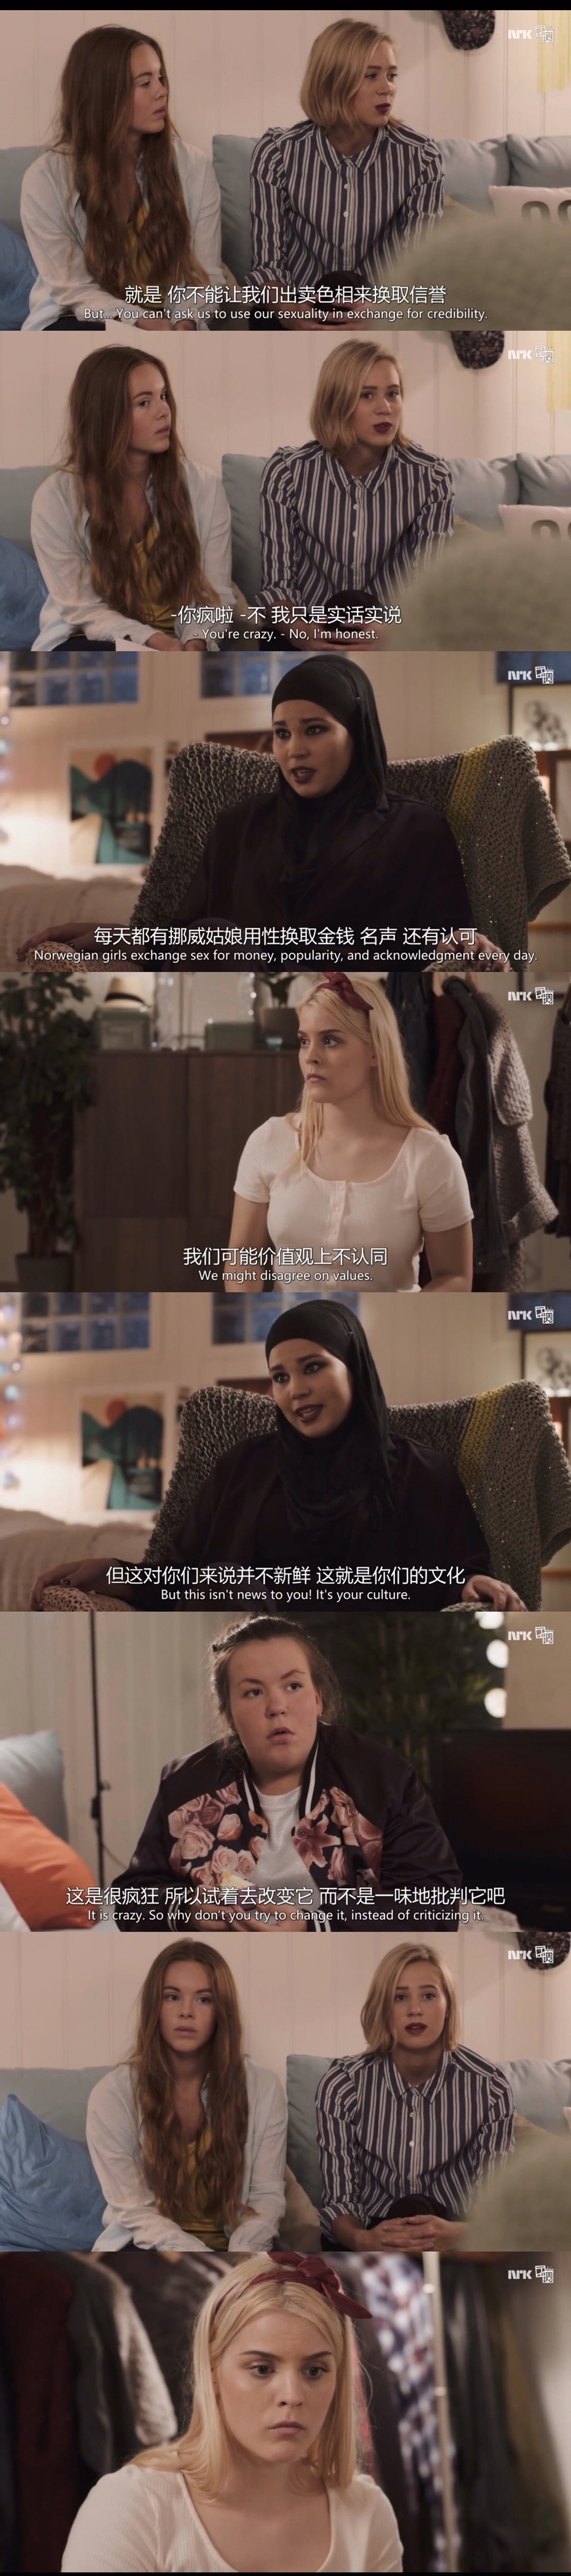 NRK
就是 你不能让我们出卖色相来换取信誉
But... You can't ask us to use our sexuality in exchange for credibility.
NRK
-你疯啦 -不 我只是实话实说
- You're crazy. - No, I'm honest.
NRK
每天都有挪威姑娘用性换取金钱 名声 还有认可
Norwegian girls exchange sex for money, popularity, and acknowledgment every day.
NRK
我们可能价值观上不认同
We might disagree on values.
NRK
但这对你们来说并不新鲜 这就是你们的文化
But this isn't news to you! It's your culture.
NRK
这是很疯狂 所以试着去改变它 而不是一味地批判它吧
It is crazy. So why don't you try to change it, instead of criticizing it.
NRK
NRK